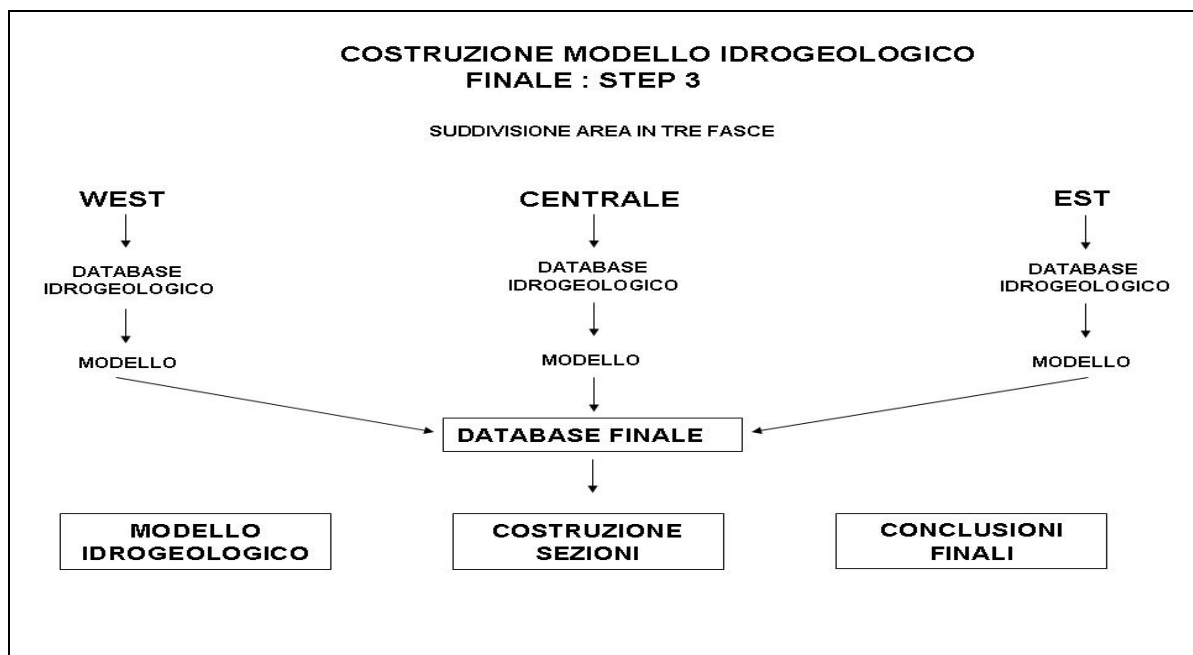 COSTRUZIONE MODELLO IDROGEOLOGICO
FINALE : STEP 3
SUDDIVISIONE AREA IN TRE FASCE
WEST
CENTRALE
EST
DATABASE
IDROGEOLOGICO
DATABASE
IDROGEOLOGICO
DATABASE
IDROGEOLOGICO
MODELLO
MODELLO
MODELLO
DATABASE FINALE
MODELLO
IDROGEOLOGICO
COSTRUZIONE
SEZIONI
CONCLUSIONI
FINALI